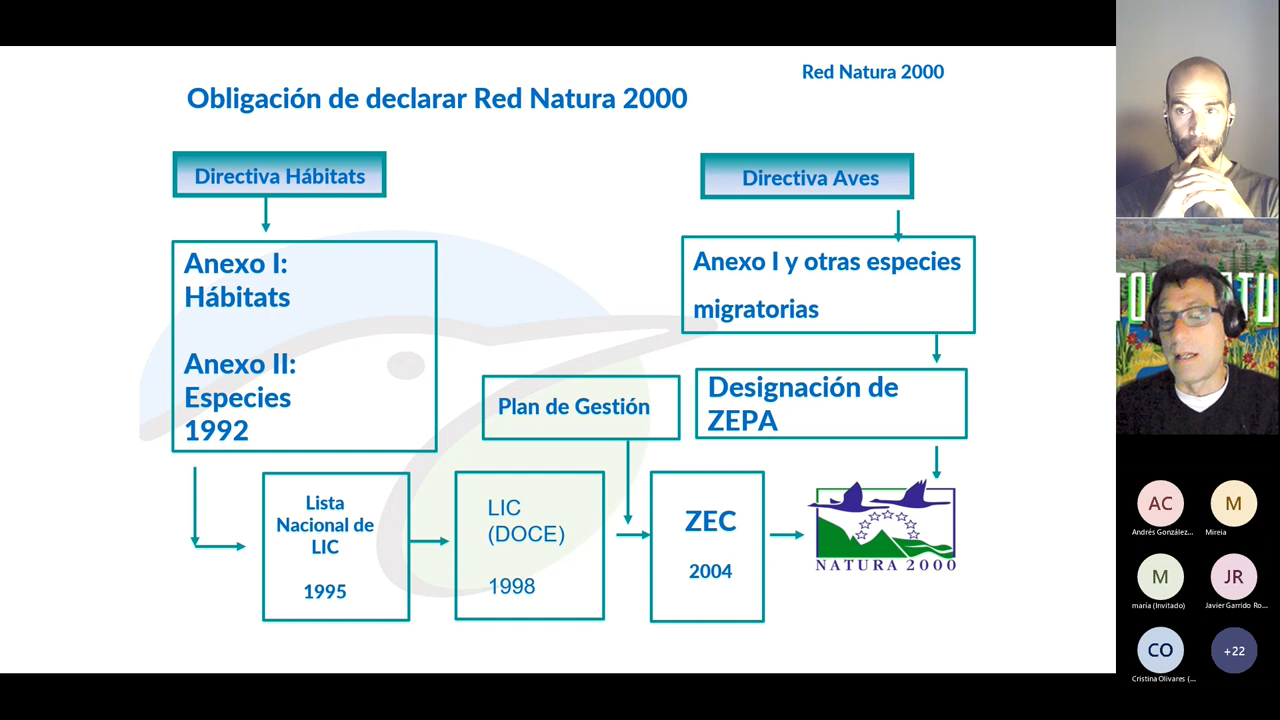 Red Natura 2000
Obligación de declarar Red Natura 2000
Directiva Hábitats
Directiva Aves
Anexo I:
Hábitats
Anexo II:
Especies
1992
Anexo I y otras especies
migratorias
Plan de Gestión
Designación de
ZEPA
Lista
Nacional de
LIC
1995
LIC
(DOCE)
1998
ZEC
2004
NATURA 2000
AC
Andrés González...
M
Mireia
M
maría (Invitado)
JR
Javier Garrido Ro...
CO
Cristina Olivares (...
+22